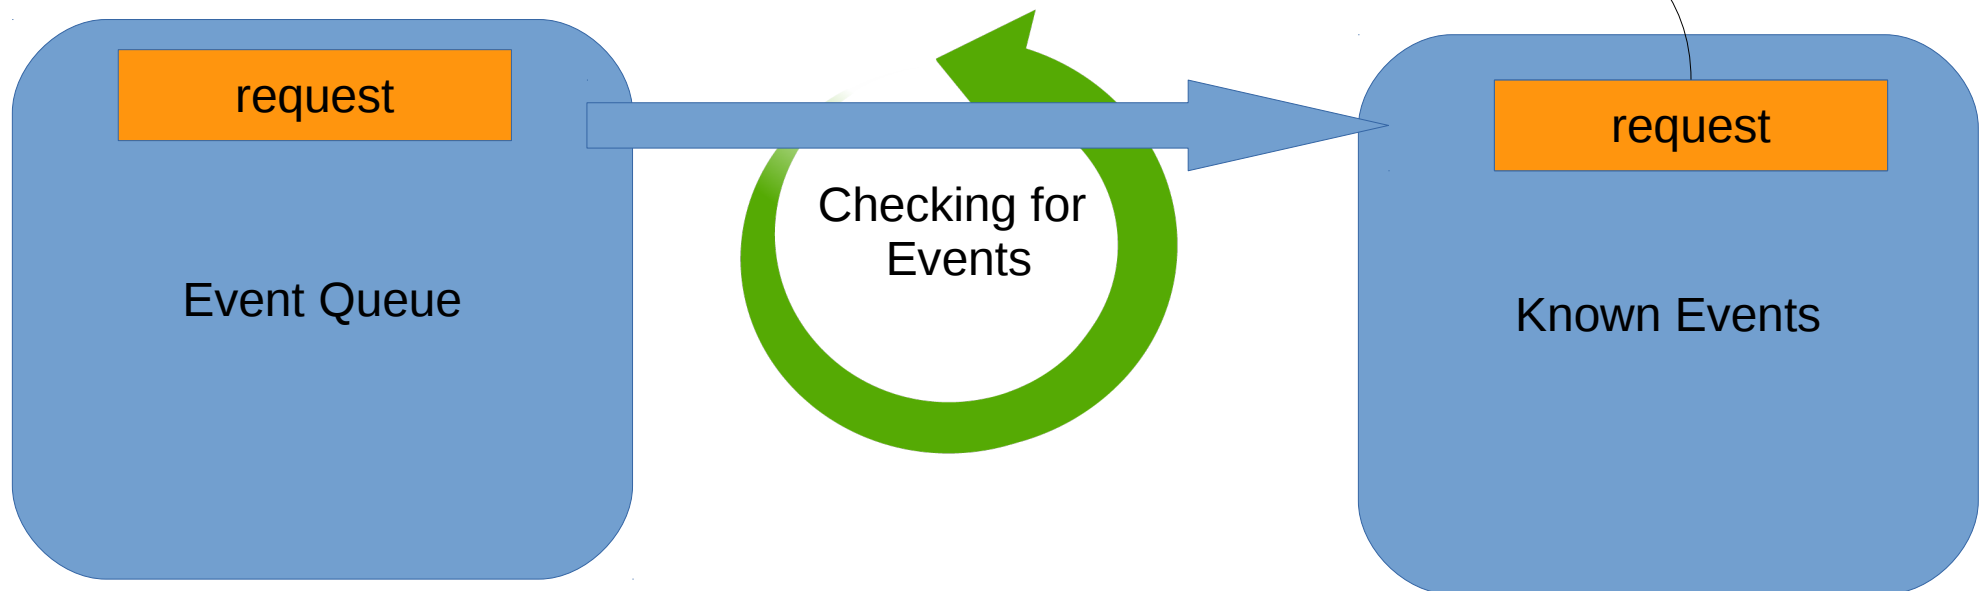 request
request
Checking for
Events
Event Queue
Known Events